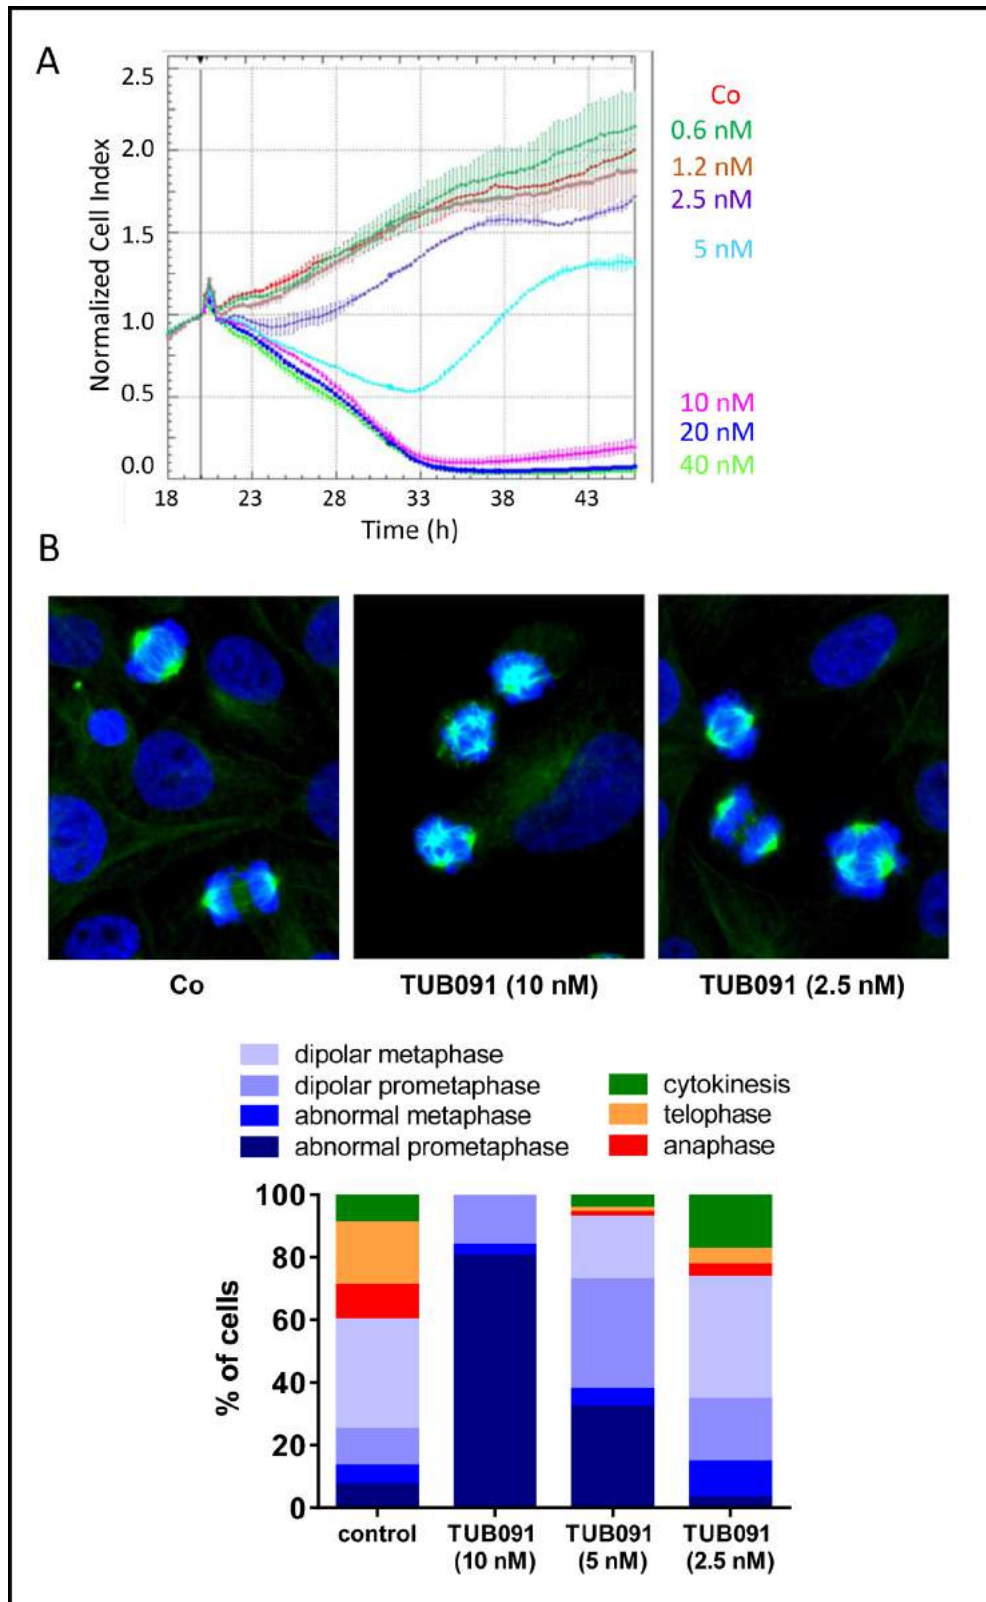 A
Normalized Cell Index
2.5
2.0
1.5
1.0
0.5
0.0
18 23 28 33 38 43
Time (h)
Co
0.6 nM
1.2 nM
2.5 nM
5 nM
10 nM
20 nM
40 nM
B
Co TUB091 (10 nM) TUB091 (2.5 nM)
dipolar metaphase
dipolar prometaphase cytokinesis
abnormal metaphase telophase
abnormal prometaphase anaphase
% of cells
100
80
60
40
20
0
control TUB091 TUB091 TUB091
(10 nM) (5 nM) (2.5 nM)